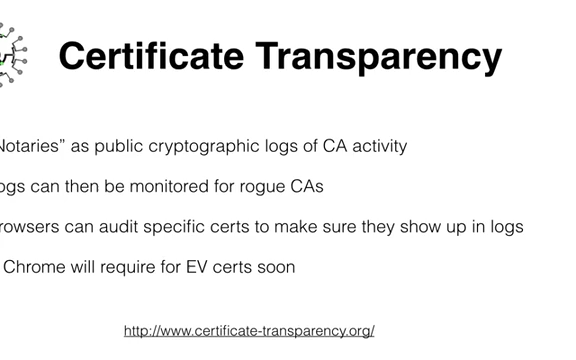 Certificate Transparency
Notaries” as public cryptographic logs of CA activity
ogs can then be monitored for rogue CAs
rowsers can audit specific certs to make sure they show up in logs
Chrome will require for EV certs soon
http://www.certificate-transparency.org/